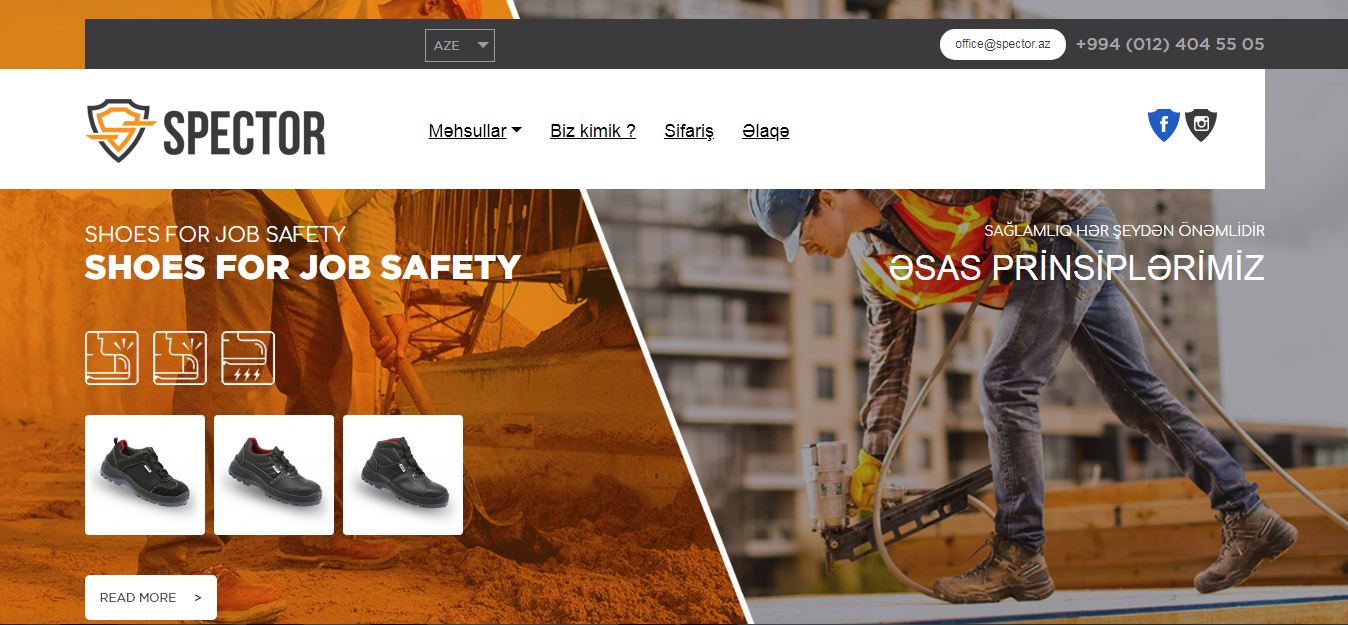 AZE
office@spector.az
+994 (012) 404 55 05
SPECTOR
Məhsullar
Biz kimik ?
Sifariş
Əlaqə
SHOES FOR JOB SAFETY
SHOES FOR JOB SAFETY
SAĞLAMLIQ HƏR ŞEYDƏN ÖNƏMLİDİR
ƏSAS PRİNSİPLƏRİMİZ
READ MORE >